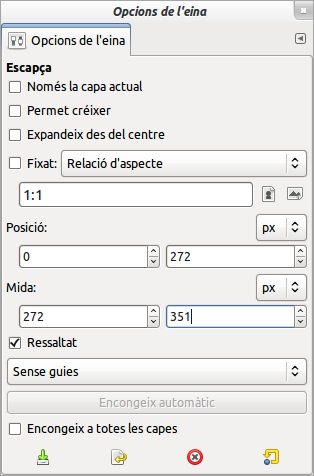 Opcions de l'eina
Opcions de l'eina
Escapça
Només la capa actual
Permet créixer
Expandeix des del centre
Fixat: Relació d'aspecte
1:1
Posició: px
0 272
Mida: px
272 351
Ressaltat
Sense guies
Encongeix automàtic
Encongeix a totes les capes